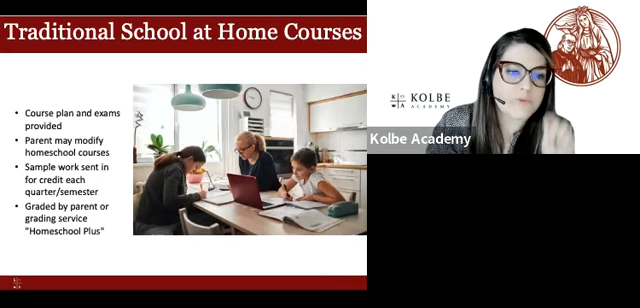 Traditional School at Home Courses
• Course plan and exams
provided
• Parent may modify
homeschool courses
• Sample work sent in
for credit each
quarter/semester
• Graded by parent or
grading service
"Homeschool Plus"
KOLBE
ACADEMY
Kolbe Academy